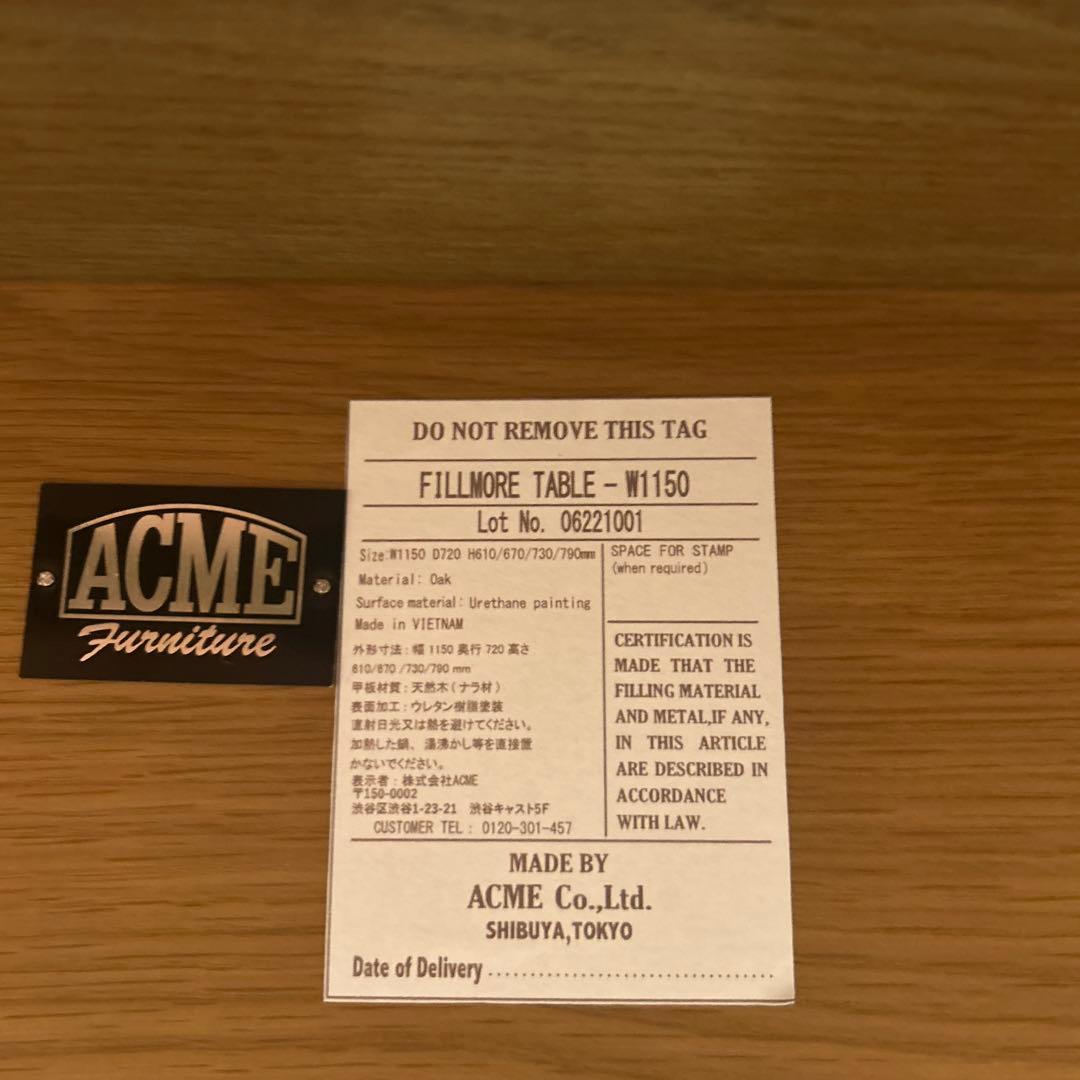 ACME
Furniture
DO NOT REMOVE THIS TAG
FILLMORE TABLE - W1150
Lot No. 06221001
Size:W1150 D720 H610/670/730/790mm
Material: Oak
Surface material: Urethane painting
Made in VIETNAM
外形寸法：幅 1150 奥行 720 高さ
610/670 /730/790 mm
甲板材質：天然木（ナラ材）
表面加工：ウレタン樹脂塗装
直射日光又は熱を避けてください。
加熱した鍋、湯沸かし等を直接置
かないでください。
表示者：株式会社ACME
〒150-0002
渋谷区渋谷1-23-21　渋谷キャスト5F
CUSTOMER TEL : 0120-301-457
SPACE FOR STAMP
(when required)
CERTIFICATION IS
MADE THAT THE
FILLING MATERIAL
AND METAL,IF ANY,
IN THIS ARTICLE
ARE DESCRIBED IN
ACCORDANCE
WITH LAW.
MADE BY
ACME Co.,Ltd.
SHIBUYA,TOKYO
Date of Delivery ....................................